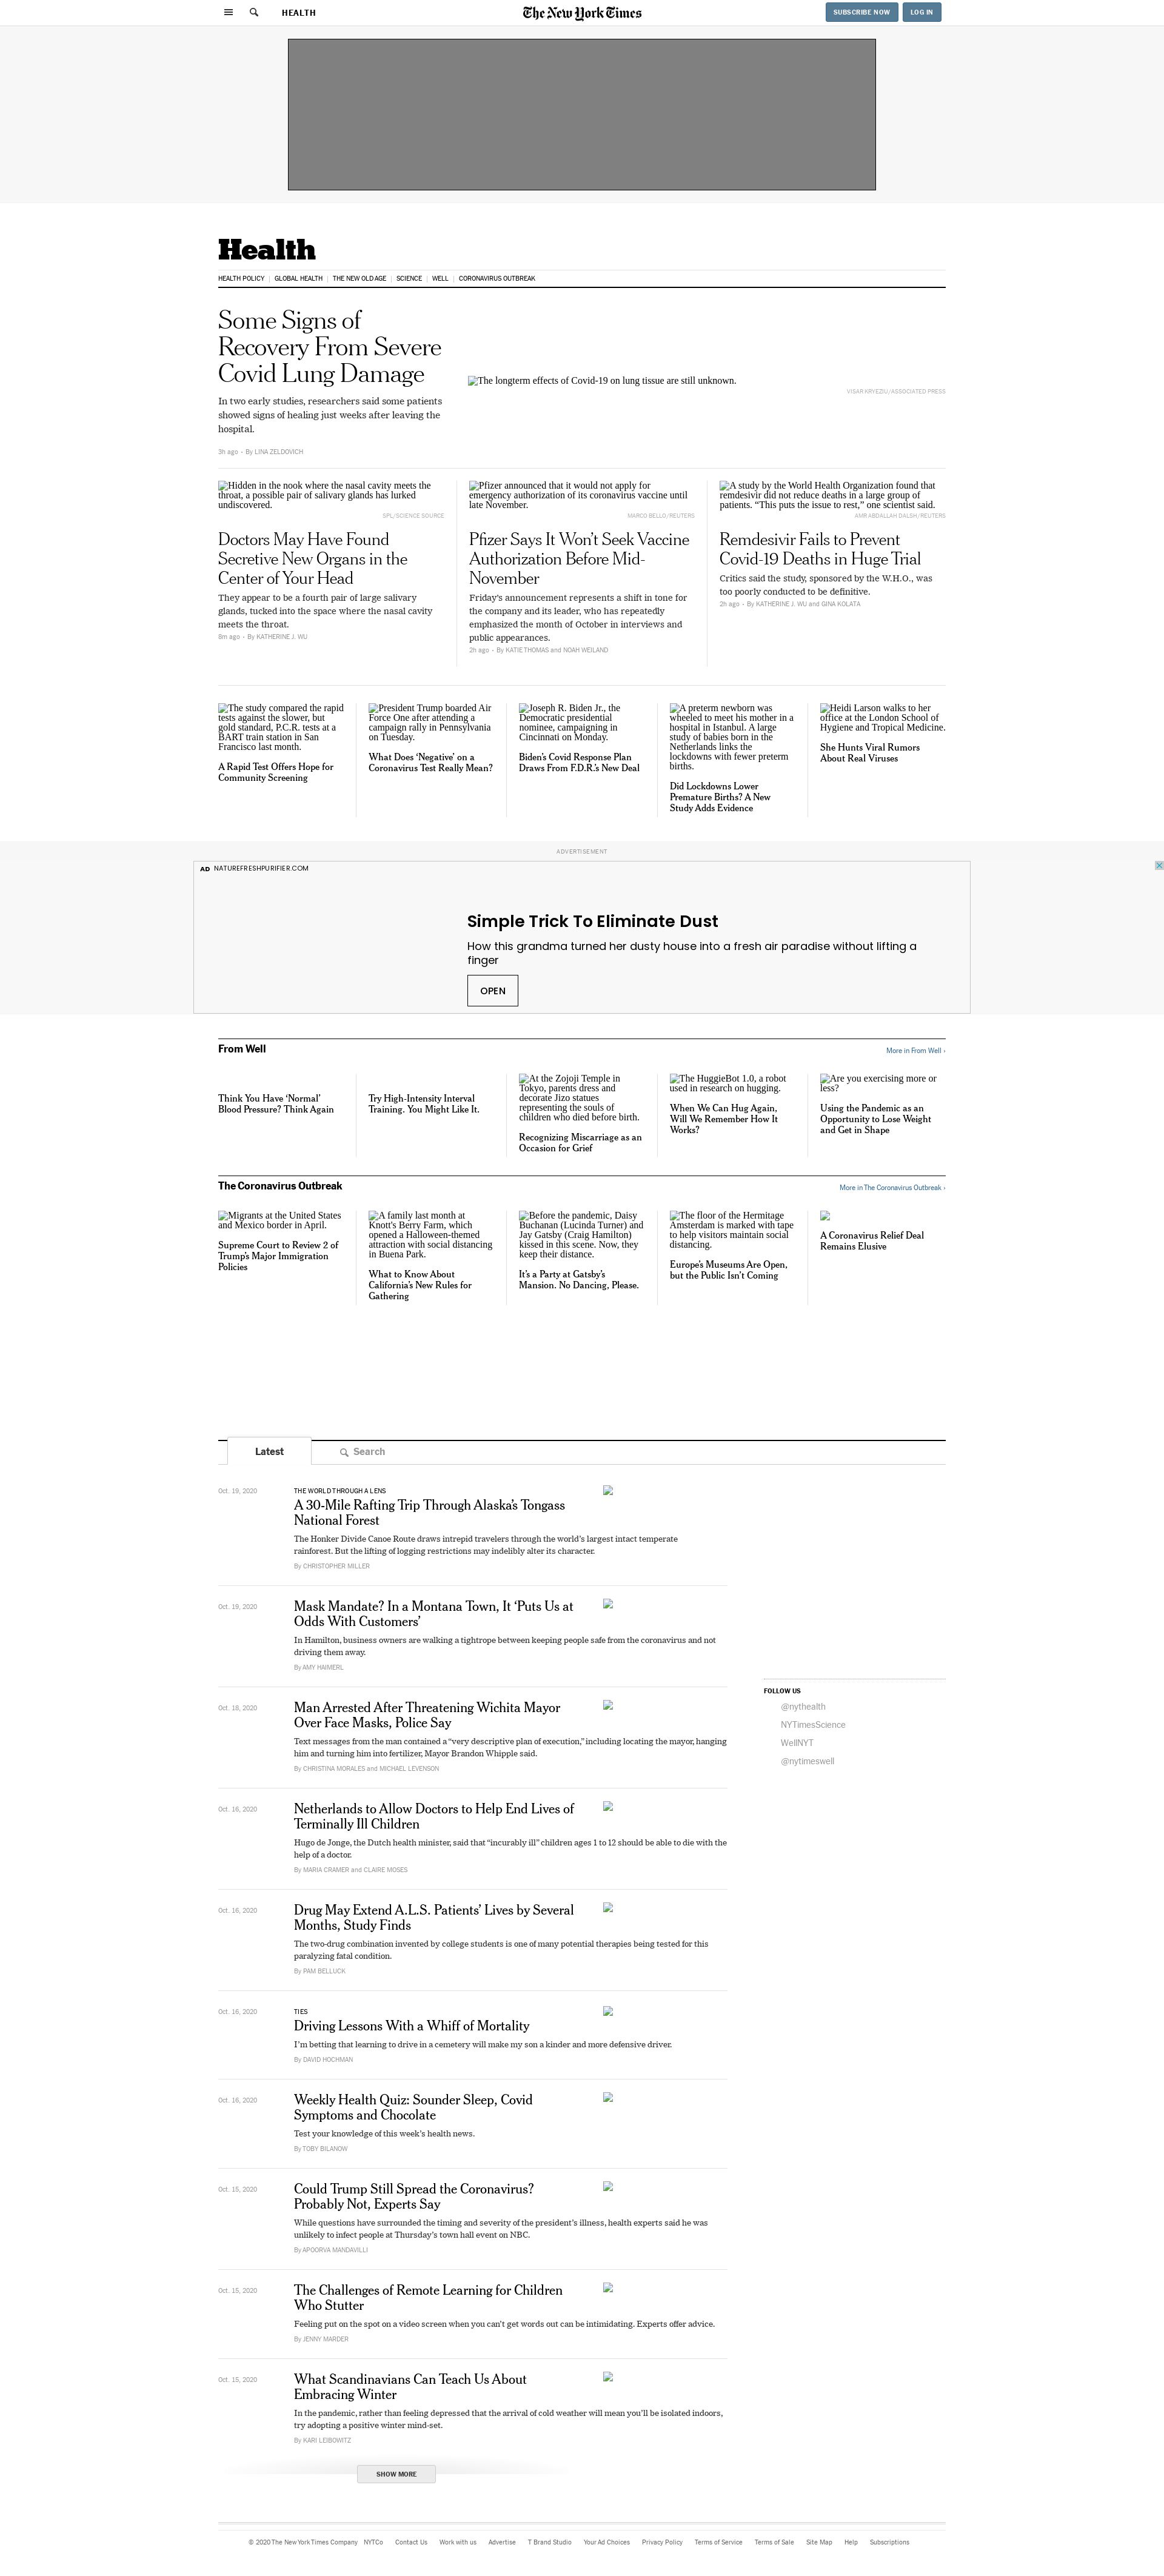 HEALTH
The New York Times
SUBSCRIBE NOW
LOG IN
Health
HEALTH POLICY | GLOBAL HEALTH | THE NEW OLD AGE | SCIENCE | WELL | CORONAVIRUS OUTBREAK
Some Signs of
Recovery From Severe
Covid Lung Damage
In two early studies, researchers said some patients
showed signs of healing just weeks after leaving the
hospital.
3h ago • By LINA ZELDOVICH
The longterm effects of Covid-19 on lung tissue are still unknown.
VISAR KRYEZIU/ASSOCIATED PRESS
Hidden in the nook where the nasal cavity meets the
throat, a possible pair of salivary glands has lurked
undiscovered.
SPL/SCIENCE SOURCE
Doctors May Have Found
Secretive New Organs in the
Center of Your Head
They appear to be a fourth pair of large salivary
glands, tucked into the space where the nasal cavity
meets the throat.
8m ago • By KATHERINE J. WU
Pfizer announced that it would not apply for
emergency authorization of its coronavirus vaccine until
late November.
MARCO BELLO/REUTERS
Pfizer Says It Won’t Seek Vaccine
Authorization Before Mid-
November
Friday’s announcement represents a shift in tone for
the company and its leader, who has repeatedly
emphasized the month of October in interviews and
public appearances.
2h ago • By KATIE THOMAS and NOAH WEILAND
A study by the World Health Organization found that
remdesivir did not reduce deaths in a large group of
patients. “This puts the issue to rest,” one scientist said.
AMR ABDALLAH DALSH/REUTERS
Remdesivir Fails to Prevent
Covid-19 Deaths in Huge Trial
Critics said the study, sponsored by the W.H.O., was
too poorly conducted to be definitive.
2h ago • By KATHERINE J. WU and GINA KOLATA
The study compared the rapid
tests against the slower, but
gold standard, P.C.R. tests at a
BART train station in San
Francisco last month.
A Rapid Test Offers Hope for
Community Screening
President Trump boarded Air
Force One after attending a
campaign rally in Pennsylvania
on Tuesday.
What Does ‘Negative’ on a
Coronavirus Test Really Mean?
Joseph R. Biden Jr., the
Democratic presidential
nominee, campaigning in
Cincinnati on Monday.
Biden’s Covid Response Plan
Draws From F.D.R.’s New Deal
A preterm newborn was
wheeled to meet his mother in a
hospital in Istanbul. A large
study of babies born in the
Netherlands links the
lockdowns with fewer preterm
births.
Did Lockdowns Lower
Premature Births? A New
Study Adds Evidence
Heidi Larson walks to her
office at the London School of
Hygiene and Tropical Medicine.
She Hunts Viral Rumors
About Real Viruses
ADVERTISEMENT
AD NATUREFRESHPURIFIER.COM
Simple Trick To Eliminate Dust
How this grandma turned her dusty house into a fresh air paradise without lifting a
finger
OPEN
From Well
More in From Well ›
Think You Have ‘Normal’
Blood Pressure? Think Again
Try High-Intensity Interval
Training. You Might Like It.
At the Zojoji Temple in
Tokyo, parents dress and
decorate Jizo statues
representing the souls of
children who died before birth.
Recognizing Miscarriage as an
Occasion for Grief
The HuggieBot 1.0, a robot
used in research on hugging.
When We Can Hug Again,
Will We Remember How It
Works?
Are you exercising more or
less?
Using the Pandemic as an
Opportunity to Lose Weight
and Get in Shape
The Coronavirus Outbreak
More in The Coronavirus Outbreak ›
Migrants at the United States
and Mexico border in April.
Supreme Court to Review 2 of
Trump’s Major Immigration
Policies
A family last month at
Knott's Berry Farm, which
opened a Halloween-themed
attraction with social distancing
in Buena Park.
What to Know About
California’s New Rules for
Gathering
Before the pandemic, Daisy
Buchanan (Lucinda Turner) and
Jay Gatsby (Craig Hamilton)
kissed in this scene. Now, they
keep their distance.
It’s a Party at Gatsby’s
Mansion. No Dancing, Please.
The floor of the Hermitage
Amsterdam is marked with tape
to help visitors maintain social
distancing.
Europe’s Museums Are Open,
but the Public Isn’t Coming
A Coronavirus Relief Deal
Remains Elusive
Latest
Search
Oct. 19, 2020
THE WORLD THROUGH A LENS
A 30-Mile Rafting Trip Through Alaska’s Tongass
National Forest
The Honker Divide Canoe Route draws intrepid travelers through the world’s largest intact temperate
rainforest. But the lifting of logging restrictions may indelibly alter its character.
By CHRISTOPHER MILLER
Oct. 19, 2020
Mask Mandate? In a Montana Town, It ‘Puts Us at
Odds With Customers’
In Hamilton, business owners are walking a tightrope between keeping people safe from the coronavirus and not
driving them away.
By AMY HAIMERL
Oct. 18, 2020
Man Arrested After Threatening Wichita Mayor
Over Face Masks, Police Say
Text messages from the man contained a “very descriptive plan of execution,” including locating the mayor, hanging
him and turning him into fertilizer, Mayor Brandon Whipple said.
By CHRISTINA MORALES and MICHAEL LEVENSON
Oct. 16, 2020
Netherlands to Allow Doctors to Help End Lives of
Terminally Ill Children
Hugo de Jonge, the Dutch health minister, said that “incurably ill” children ages 1 to 12 should be able to die with the
help of a doctor.
By MARIA CRAMER and CLAIRE MOSES
Oct. 16, 2020
Drug May Extend A.L.S. Patients’ Lives by Several
Months, Study Finds
The two-drug combination invented by college students is one of many potential therapies being tested for this
paralyzing fatal condition.
By PAM BELLUCK
Oct. 16, 2020
TIES
Driving Lessons With a Whiff of Mortality
I’m betting that learning to drive in a cemetery will make my son a kinder and more defensive driver.
By DAVID HOCHMAN
Oct. 16, 2020
Weekly Health Quiz: Sounder Sleep, Covid
Symptoms and Chocolate
Test your knowledge of this week’s health news.
By TOBY BILANOW
Oct. 15, 2020
Could Trump Still Spread the Coronavirus?
Probably Not, Experts Say
While questions have surrounded the timing and severity of the president’s illness, health experts said he was
unlikely to infect people at Thursday’s town hall event on NBC.
By APOORVA MANDAVILLI
Oct. 15, 2020
The Challenges of Remote Learning for Children
Who Stutter
Feeling put on the spot on a video screen when you can’t get words out can be intimidating. Experts offer advice.
By JENNY MARDER
Oct. 15, 2020
What Scandinavians Can Teach Us About
Embracing Winter
In the pandemic, rather than feeling depressed that the arrival of cold weather will mean you’ll be isolated indoors,
try adopting a positive winter mind-set.
By KARI LEIBOWITZ
SHOW MORE
FOLLOW US
@nythealth
NYTimesScience
WellNYT
@nytimeswell
© 2020 The New York Times Company NYTCo Contact Us Work with us Advertise T Brand Studio Your Ad Choices Privacy Policy Terms of Service Terms of Sale Site Map Help Subscriptions